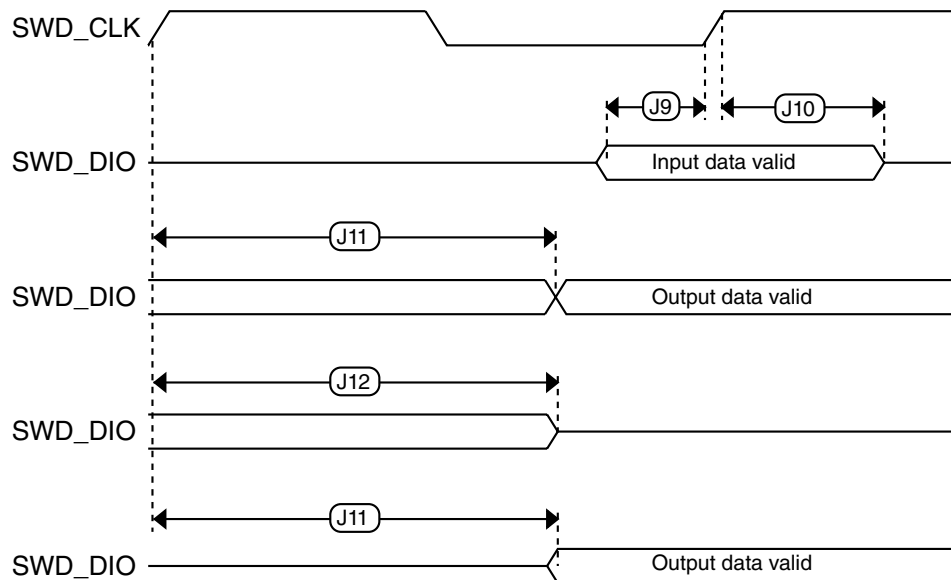 SWD_CLK
J9
J10
SWD_DIO
Input data valid
J11
SWD_DIO
Output data valid
J12
SWD_DIO
J11
SWD_DIO
Output data valid